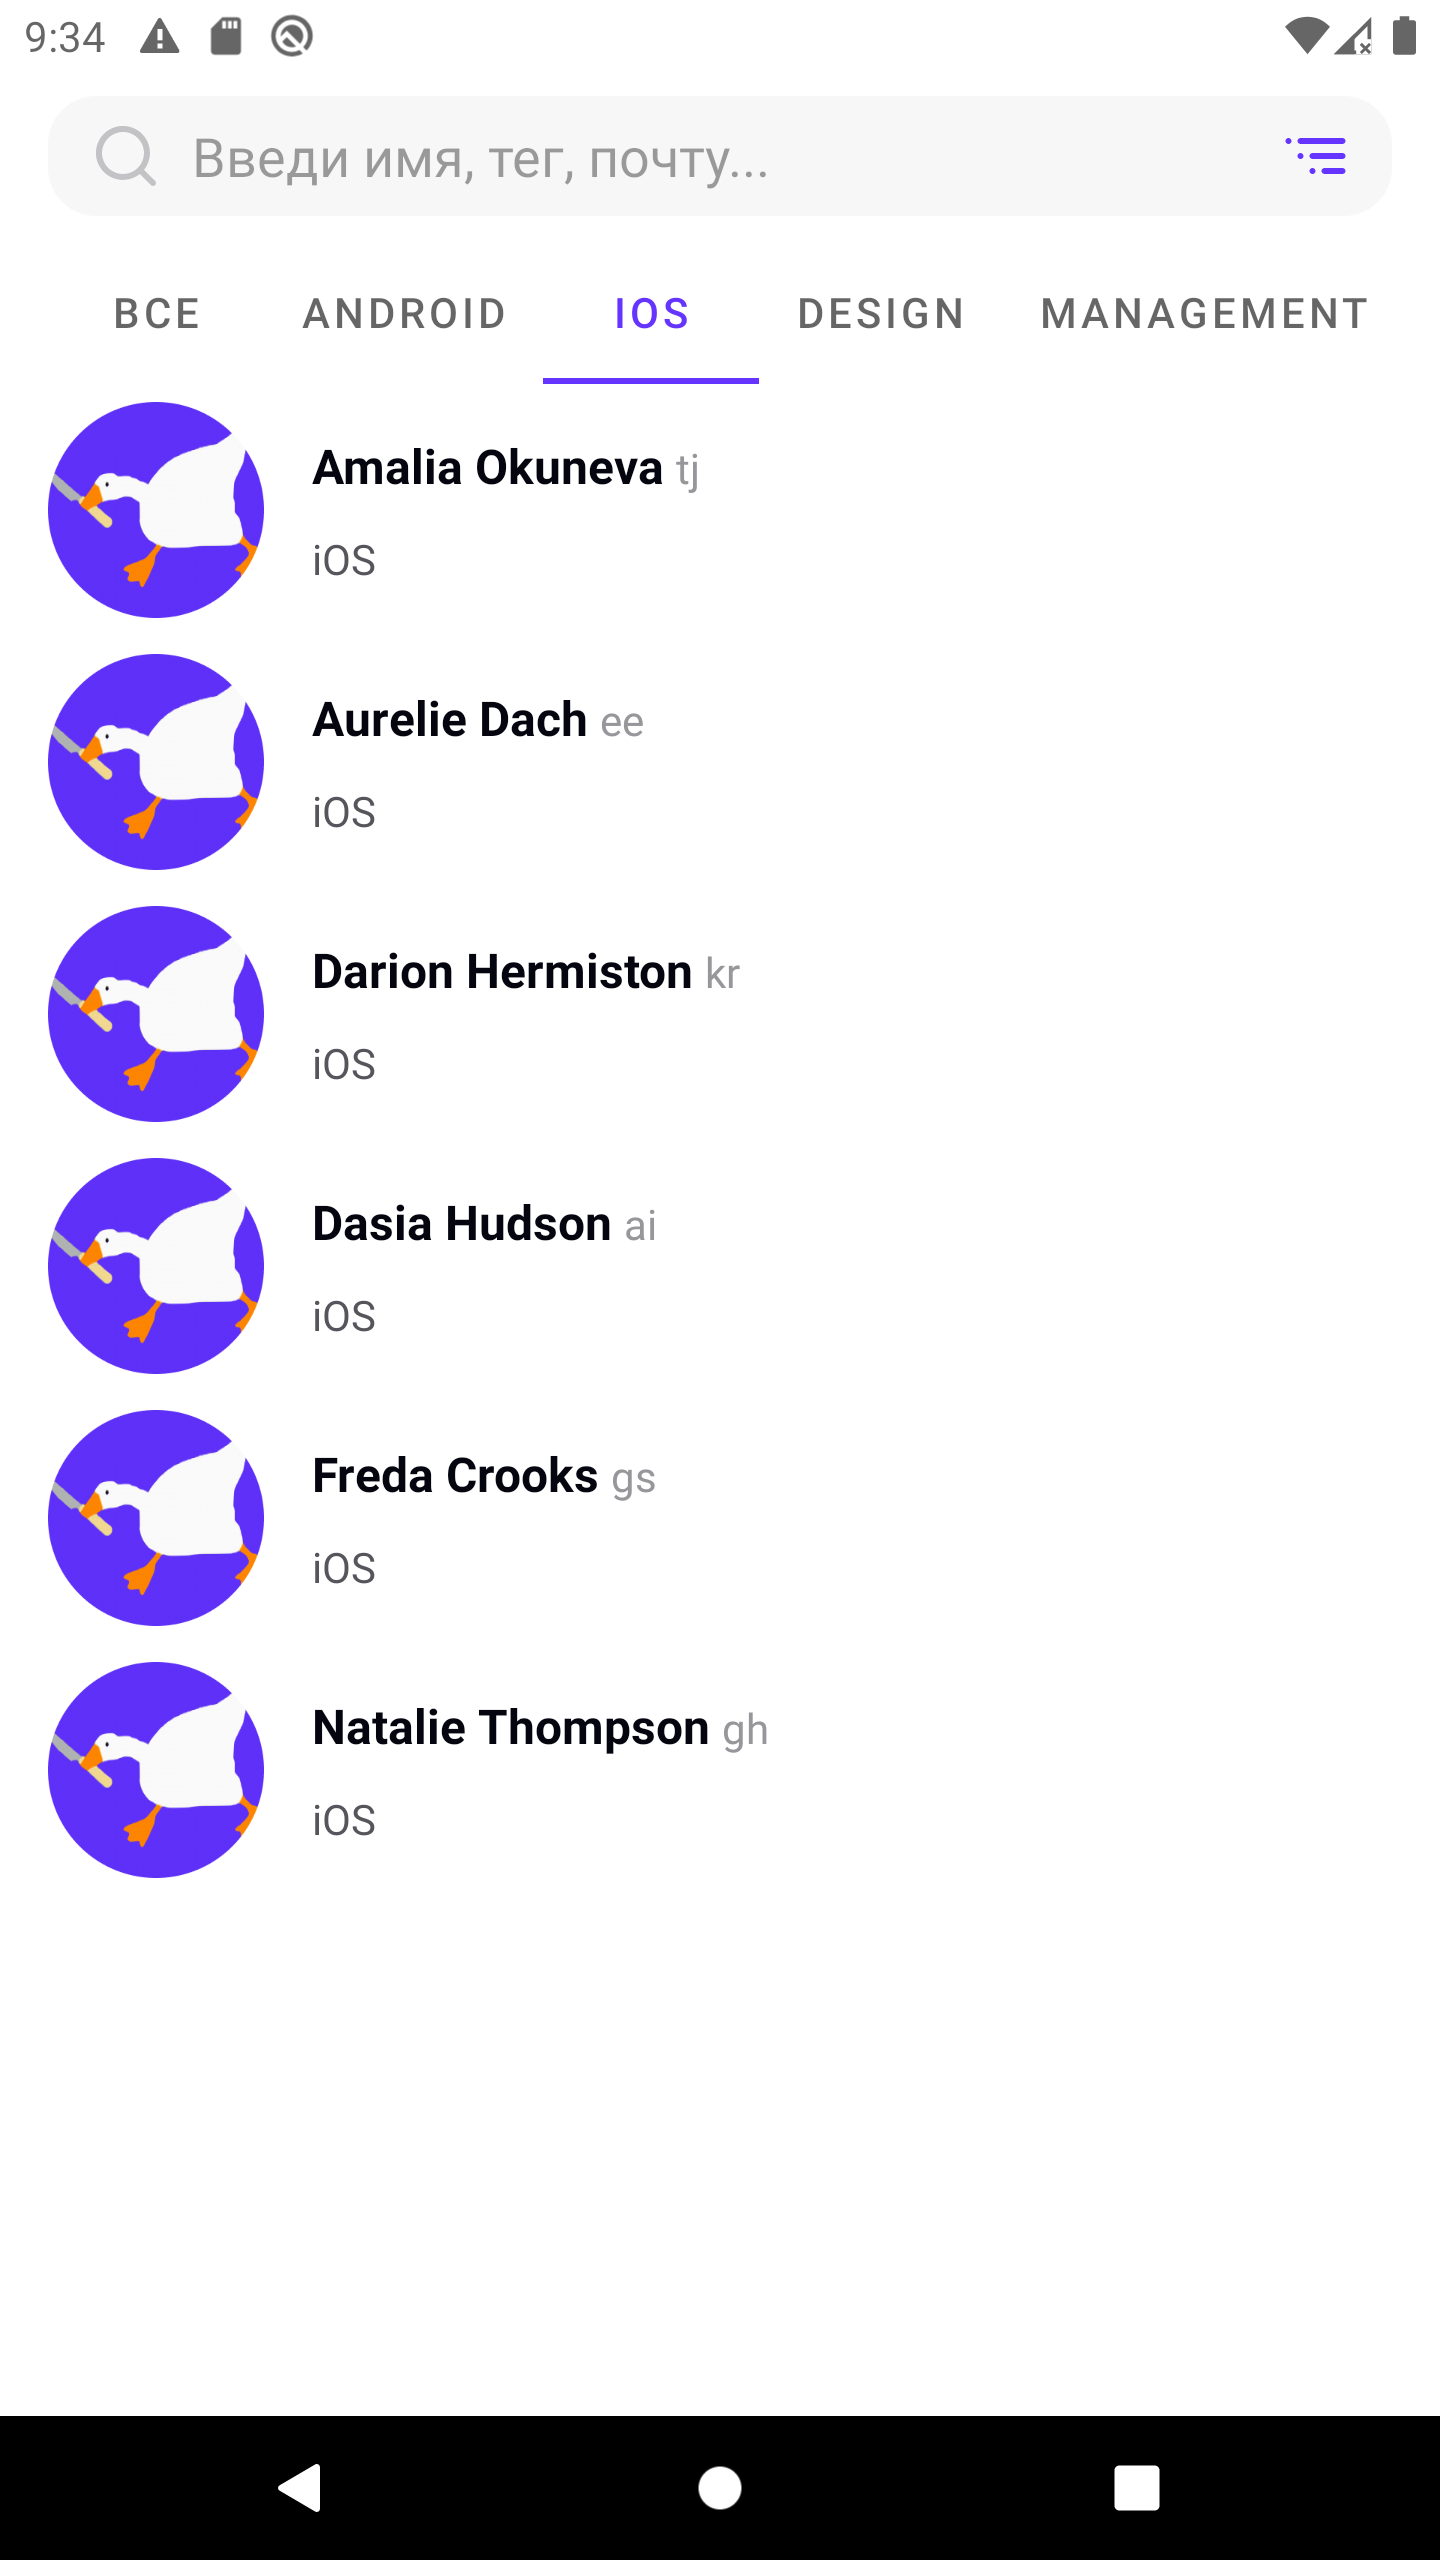 9:34
Введи имя, тег, почту...
ВСЕ ANDROID IOS DESIGN MANAGEMENT
Amalia Okuneva tj
iOS
Aurelie Dach ee
iOS
Darion Hermiston kr
iOS
Dasia Hudson ai
iOS
Freda Crooks gs
iOS
Natalie Thompson gh
iOS